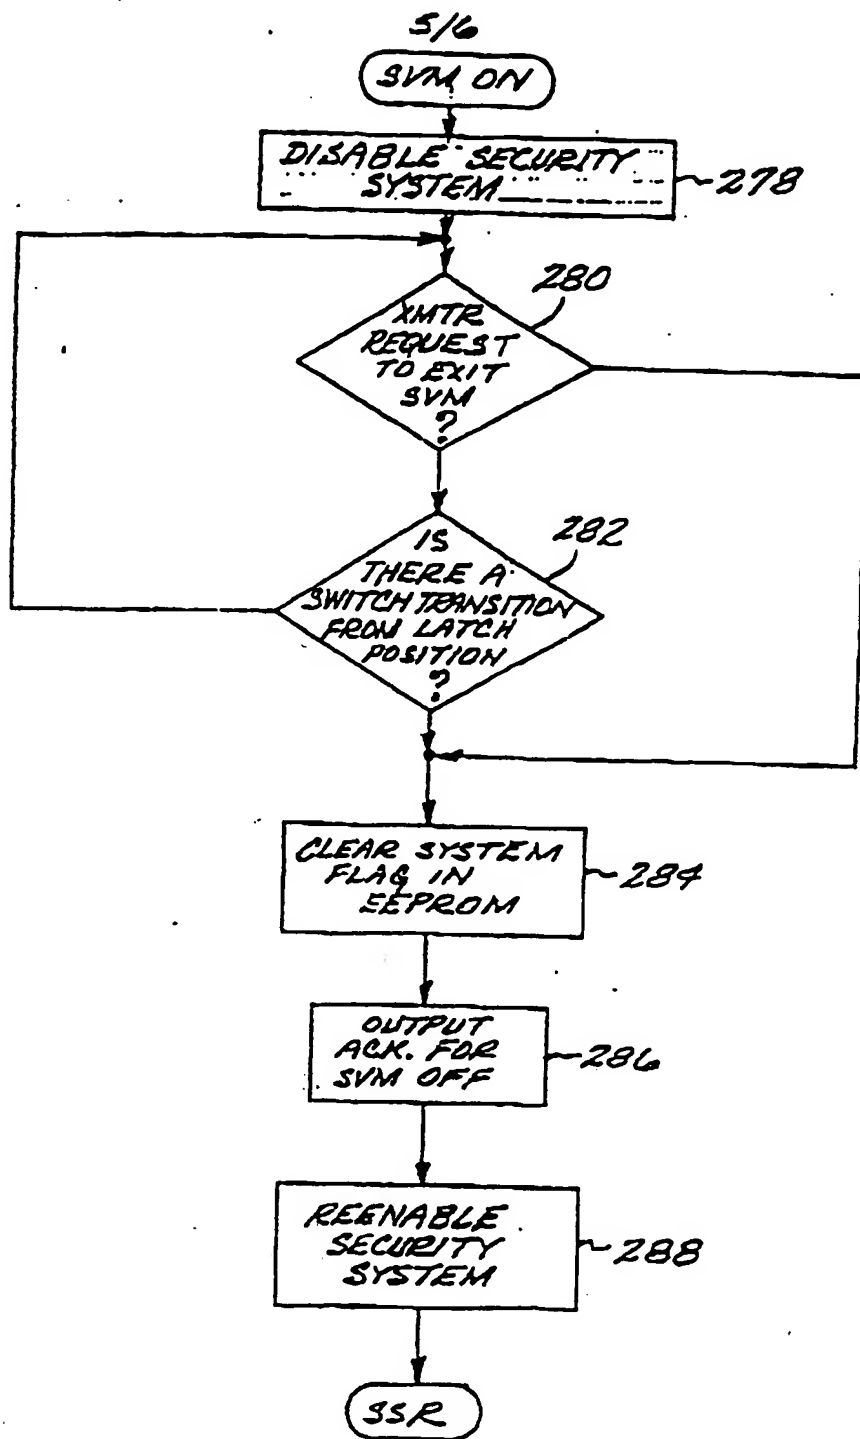 5/6
SVM ON
DISABLE SECURITY
SYSTEM
278
280
XMTR
REQUEST
TO EXIT
SVM
?
282
IS
THERE A
SWITCH TRANSITION
FROM LATCH
POSITION
?
CLEAR SYSTEM
FLAG IN
EEPROM
284
OUTPUT
ACK. FOR
SVM OFF
286
REENABLE
SECURITY
SYSTEM
288
SSR